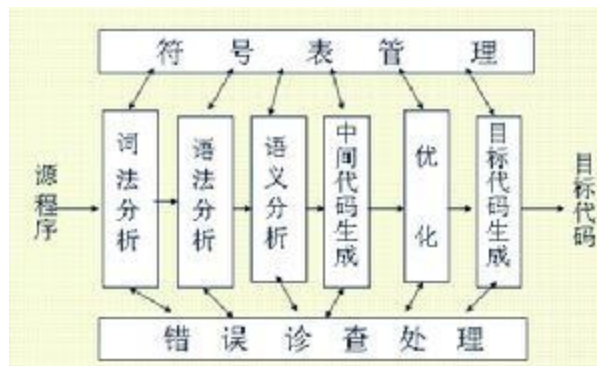 符号表管理
源程序
词法分析
语法分析
语义分析
中间代码生成
优化
目标代码生成
目标代码
错误诊查处理